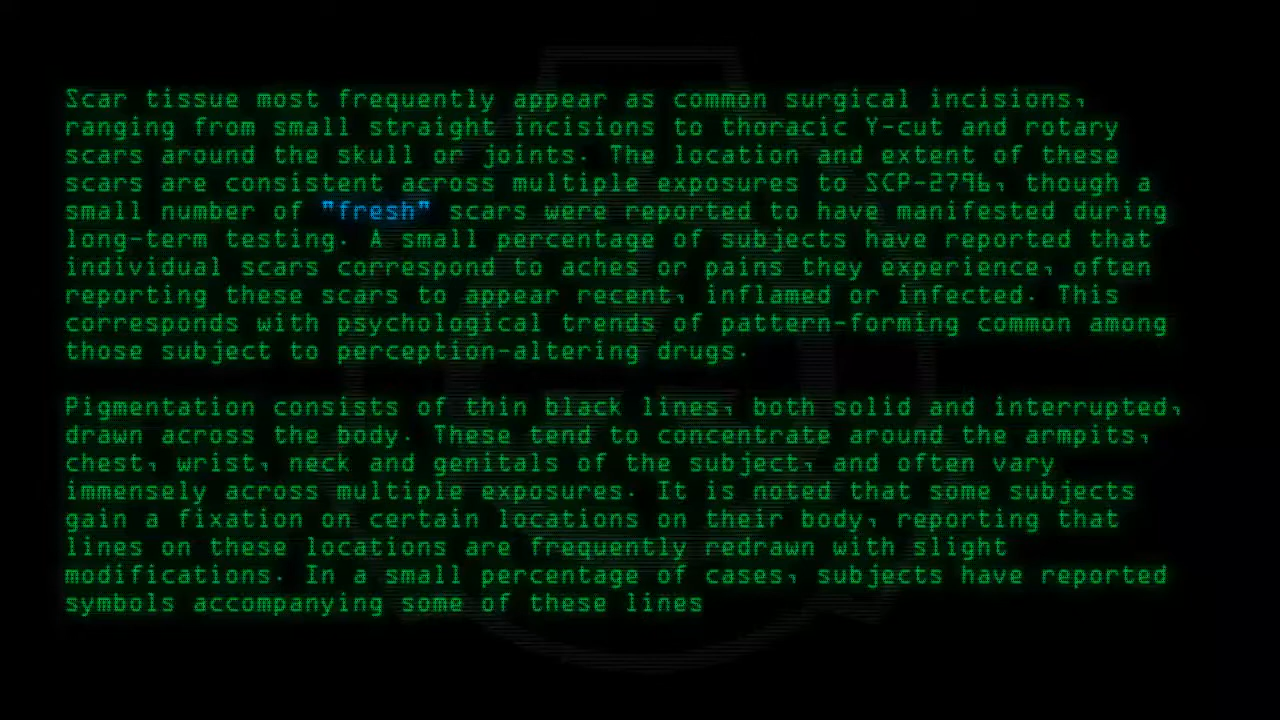 Scar tissue most frequently appear as common surgical incisions,
ranging from small straight incisions to thoracic Y-cut and rotary
scars around the skull or joints. The location and extent of these
scars are consistent across multiple exposures to SCP-2796, though a
small number of "fresh" scars were reported to have manifested during
long-term testing. A small percentage of subjects have reported that
individual scars correspond to aches or pains they experience, often
reporting these scars to appear recent, inflamed or infected. This
corresponds with psychological trends of pattern-forming common among
those subject to perception-altering drugs.
Pigmentation consists of thin black lines, both solid and interrupted,
drawn across the body. These tend to concentrate around the armpits,
chest, wrist, neck and genitals of the subject, and often vary
immensely across multiple exposures. It is noted that some subjects
gain a fixation on certain locations on their body, reporting that
lines on these locations are frequently redrawn with slight
modifications. In a small percentage of cases, subjects have reported
symbols accompanying some of these lines